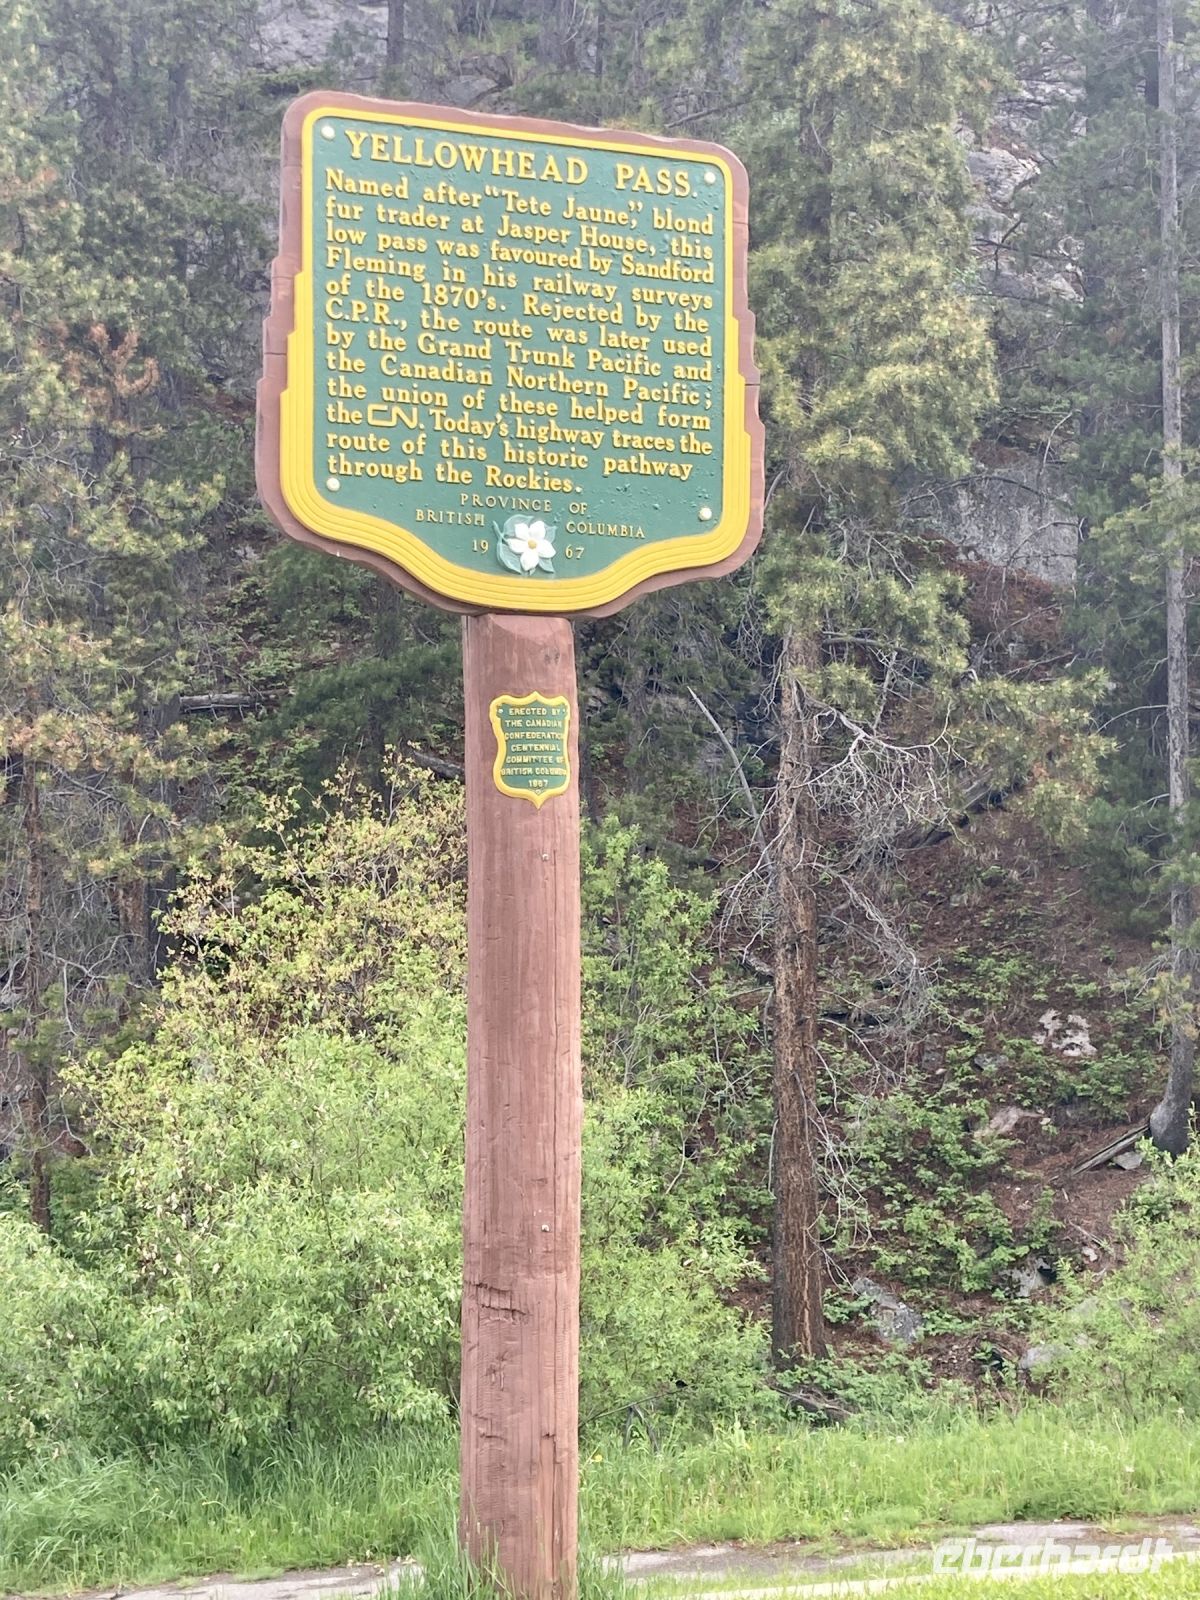 YELLOWHEAD PASS.
Named after "Tete Jaune," blond
fur trader at Jasper House, this
low pass was favoured by Sandford
Fleming in his railway surveys
of the 1870's. Rejected by the
C.P.R., the route was later used
by the Grand Trunk Pacific and
the Canadian Northern Pacific;
the union of these helped form
the CN. Today's highway traces the
route of this historic pathway
through the Rockies.
PROVINCE OF
BRITISH COLUMBIA
19 67
ERECTED BY
THE CANADIAN
CONFEDERATION
CENTENNIAL
COMMITTEE OF
BRITISH COLUMBIA
1967
eberhardt